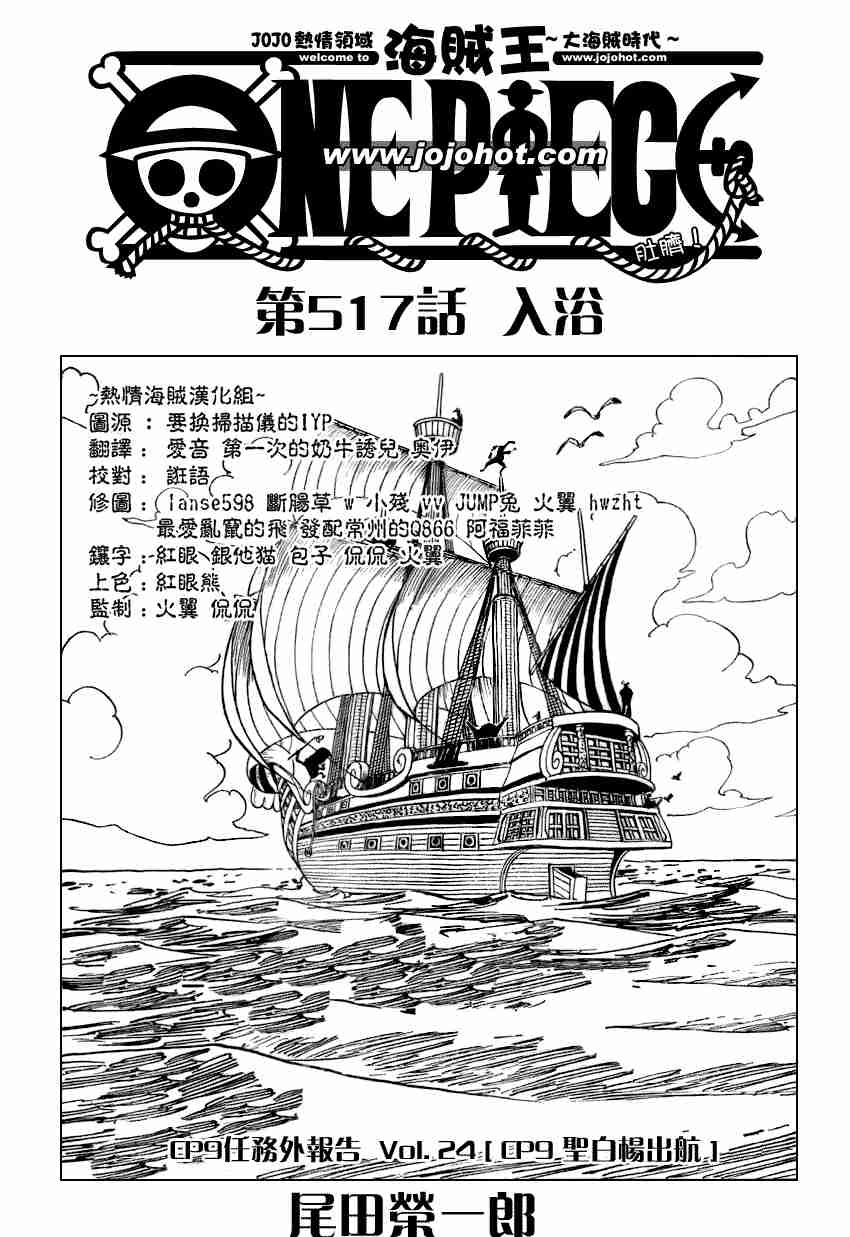 JOJO熱情領域 海賊王 ~大海賊時代~
welcome to www.jojohot.com
ONE PIECE
www.jojohot.com
肚臍！
第517話 入浴
~熱情海賊漢化組~
圖源：要換掃描儀的IYP
翻譯：愛音 第一次的奶牛誘兒 奧伊
校對：誑語
修圖：lanse598 斷腸草 w 小殘 vv JUMP兔 火翼 hwzht
最愛亂竄的飛 發配常州的Q866 阿福菲菲
鑲字：紅眼 銀他猫 包子 侃侃 火翼
上色：紅眼熊
監制：火翼 侃侃
CP9任務外報告 Vol.24[CP9 聖白楊出航]
尾田榮一郎